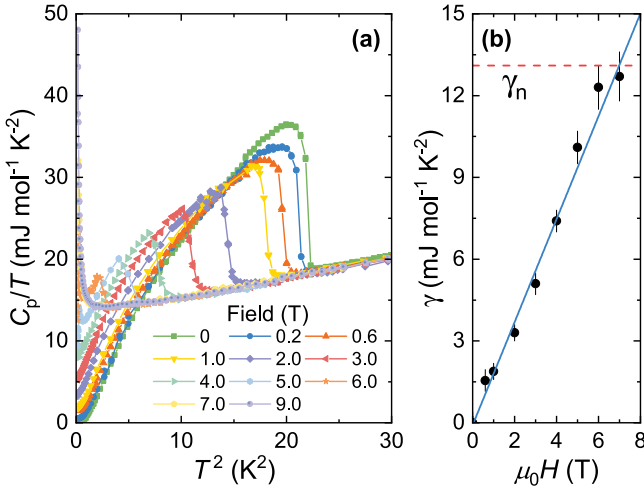 (a)
50
40
30
20
10
0
C_p/T (mJ mol⁻¹ K⁻²)
Field (T)
0 0.2 0.6
1.0 2.0 3.0
4.0 5.0 6.0
7.0 9.0
0 10 20 30
T² (K²)
(b)
15
12
9
6
3
0
γ (mJ mol⁻¹ K⁻²)
γₙ
0 2 4 6 8
μ₀H (T)